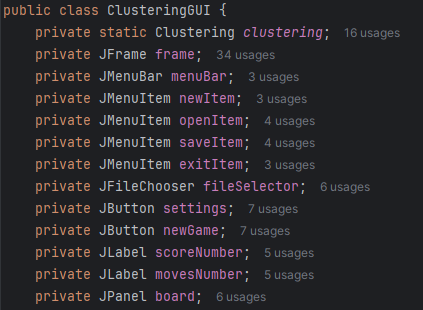 public class ClusteringGUI {
private static Clustering clustering; 16 usages
private JFrame frame; 34 usages
private JMenuBar menuBar; 3 usages
private JMenuItem newItem; 3 usages
private JMenuItem openItem; 4 usages
private JMenuItem saveItem; 4 usages
private JMenuItem exitItem; 3 usages
private JFileChooser fileSelector; 6 usages
private JButton settings; 7 usages
private JButton newGame; 7 usages
private JLabel scoreNumber; 5 usages
private JLabel movesNumber; 5 usages
private JPanel board; 6 usages